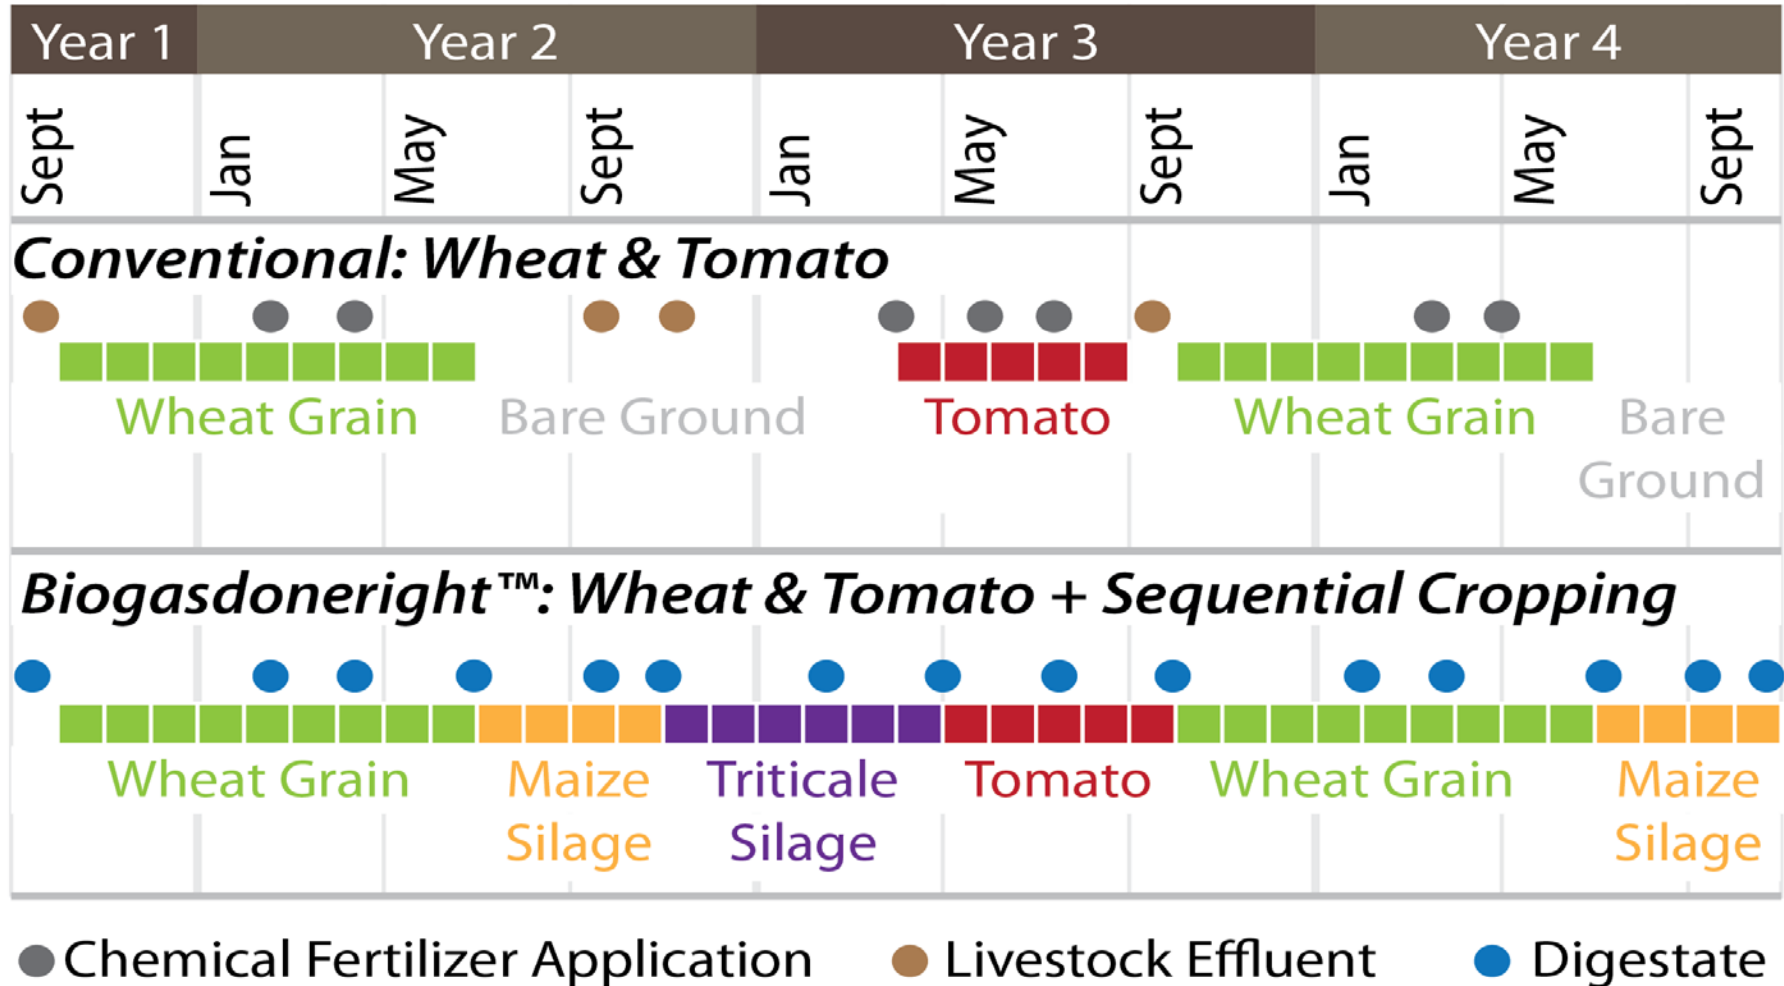 Year 1 Year 2 Year 3 Year 4
Sept Jan May Sept Jan May Sept Jan May Sept
Conventional: Wheat & Tomato
Wheat Grain Bare Ground Tomato Wheat Grain Bare
Ground
Biogasdoneright™: Wheat & Tomato + Sequential Cropping
Wheat Grain Maize Triticale Tomato Wheat Grain Maize
Silage Silage Silage
Chemical Fertilizer Application Livestock Effluent Digestate